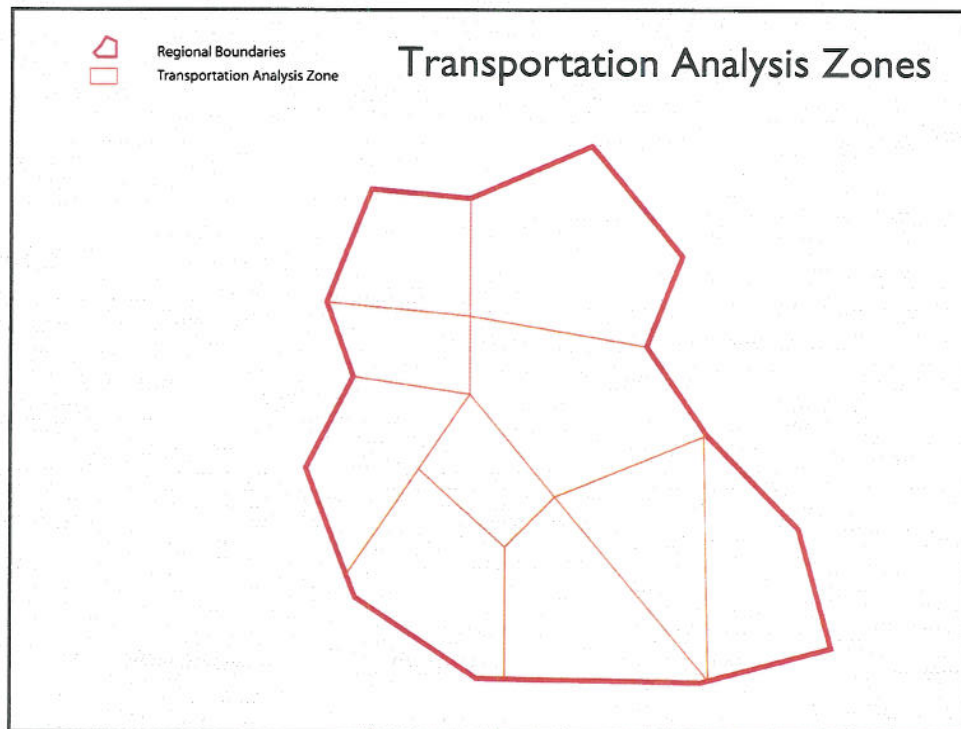 Transportation Analysis Zones
Regional Boundaries
Transportation Analysis Zone